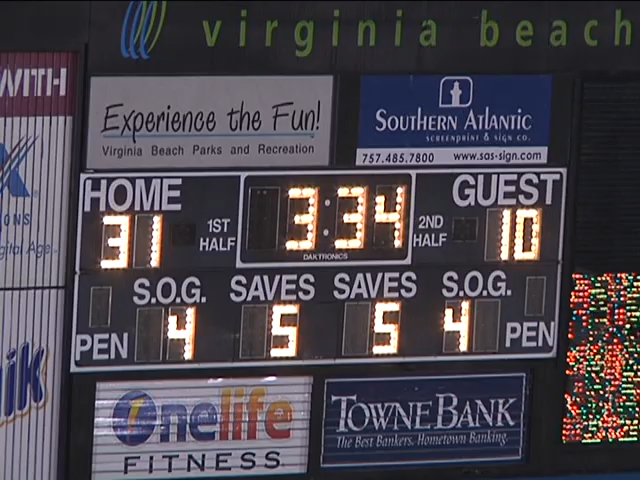 virginia beach
WITH
Experience the Fun!
Virginia Beach Parks and Recreation
SOUTHERN ATLANTIC
SCREENPRINT & SIGN CO.
757.485.7800 www.sas-sign.com
HOME 3:34 GUEST
31 1ST HALF 2ND HALF 10
DAKTRONICS
S.O.G. SAVES SAVES S.O.G.
PEN 4 5 5 4 PEN
onelife
FITNESS
TOWNEBANK
The Best Bankers. Hometown Banking.